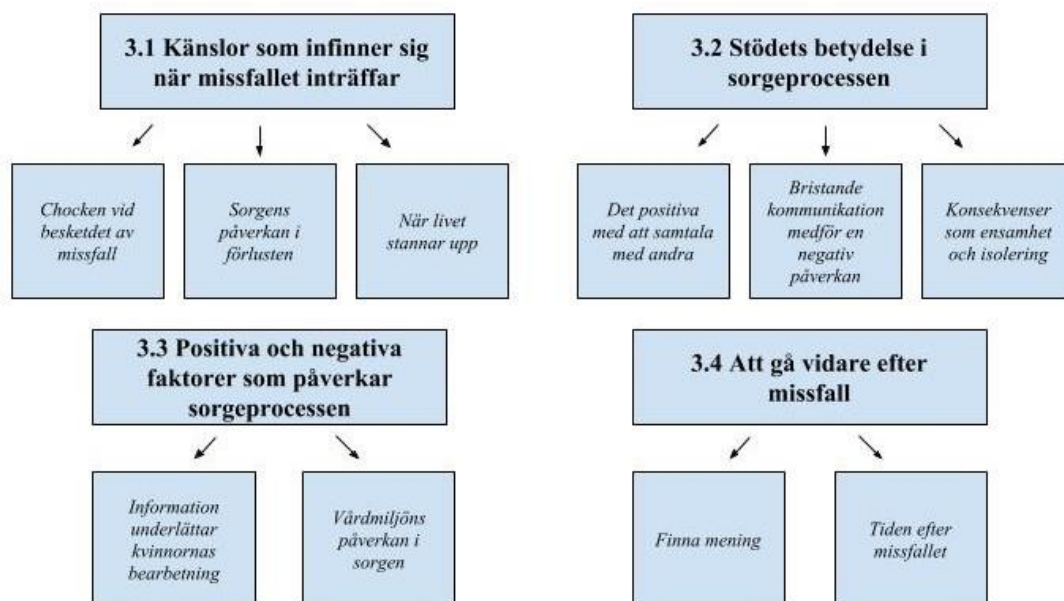 3.1 Känslor som infinner sig
när missfallet inträffar
Chocken vid
besketdet av
missfall
Sorgens
påverkan i
förlusten
När livet
stannar upp
3.2 Stödets betydelse i
sorgeprocessen
Det positiva
med att samtala
med andra
Bristande
kommunikation
medför en
negativ
påverkan
Konsekvenser
som ensamhet
och isolering
3.3 Positiva och negativa
faktorer som påverkar
sorgeprocessen
Information
underlättar
kvinnornas
bearbetning
Vårdmiljöns
påverkan i
sorgen
3.4 Att gå vidare efter
missfall
Finna mening
Tiden efter
missfallet